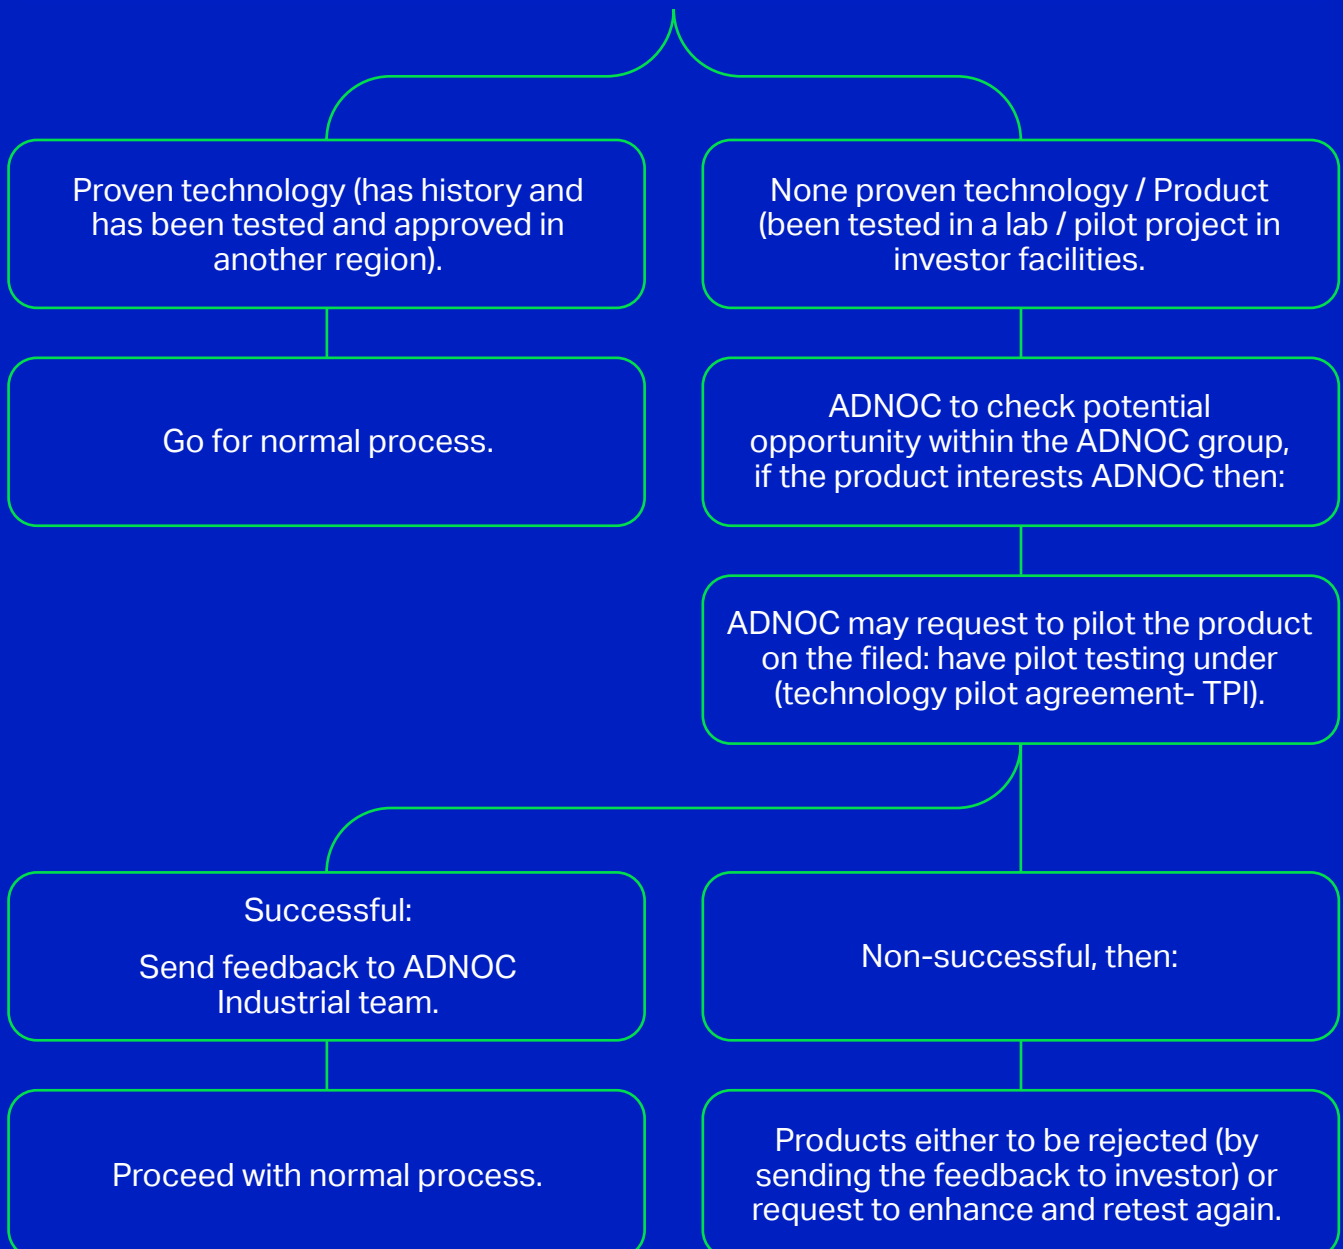 Proven technology (has history and
has been tested and approved in
another region).
None proven technology / Product
(been tested in a lab / pilot project in
investor facilities.
Go for normal process.
ADNOC to check potential
opportunity within the ADNOC group,
if the product interests ADNOC then:
ADNOC may request to pilot the product
on the filed: have pilot testing under
(technology pilot agreement- TPI).
Successful:
Send feedback to ADNOC
Industrial team.
Non-successful, then:
Proceed with normal process.
Products either to be rejected (by
sending the feedback to investor) or
request to enhance and retest again.